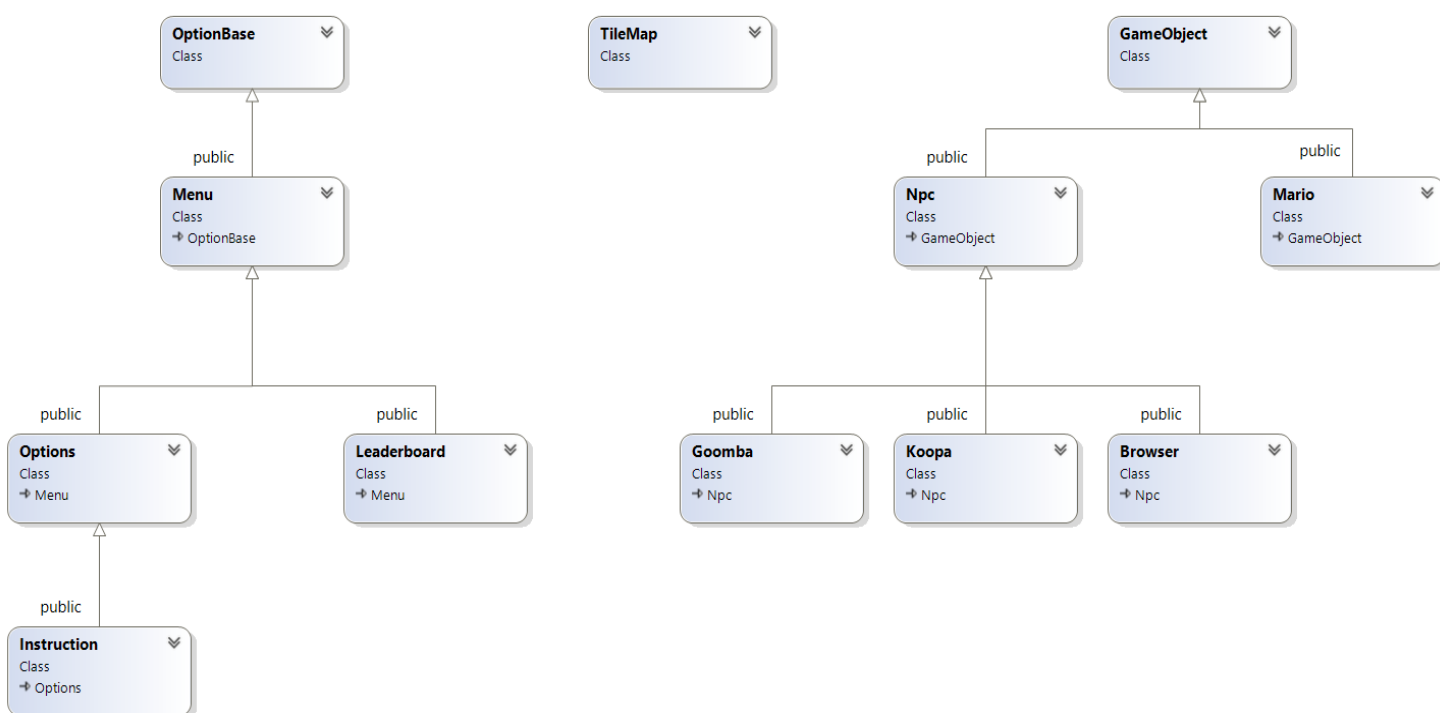 OptionBase
Class
TileMap
Class
GameObject
Class
public
Menu
Class
OptionBase
public
Npc
Class
GameObject
public
Mario
Class
GameObject
public
Options
Class
Menu
public
Leaderboard
Class
Menu
public
Goomba
Class
Npc
public
Koopa
Class
Npc
public
Browser
Class
Npc
public
Instruction
Class
Options